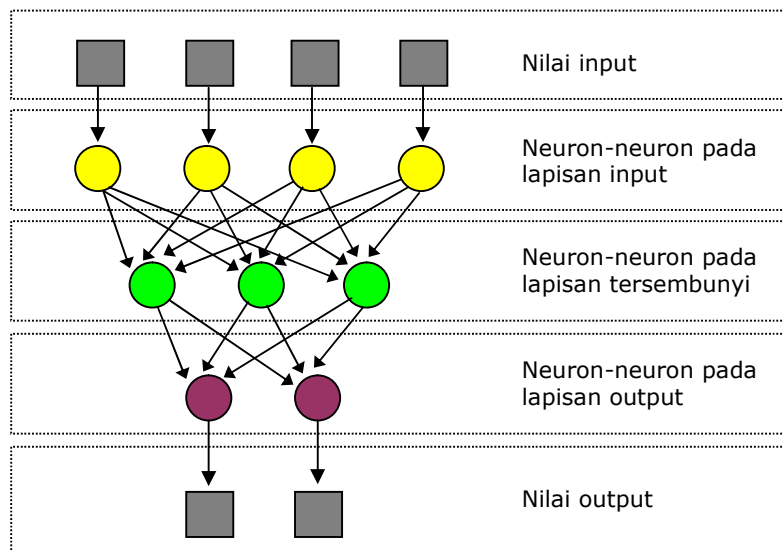 Nilai input
Neuron-neuron pada
lapisan input
Neuron-neuron pada
lapisan tersembunyi
Neuron-neuron pada
lapisan output
Nilai output